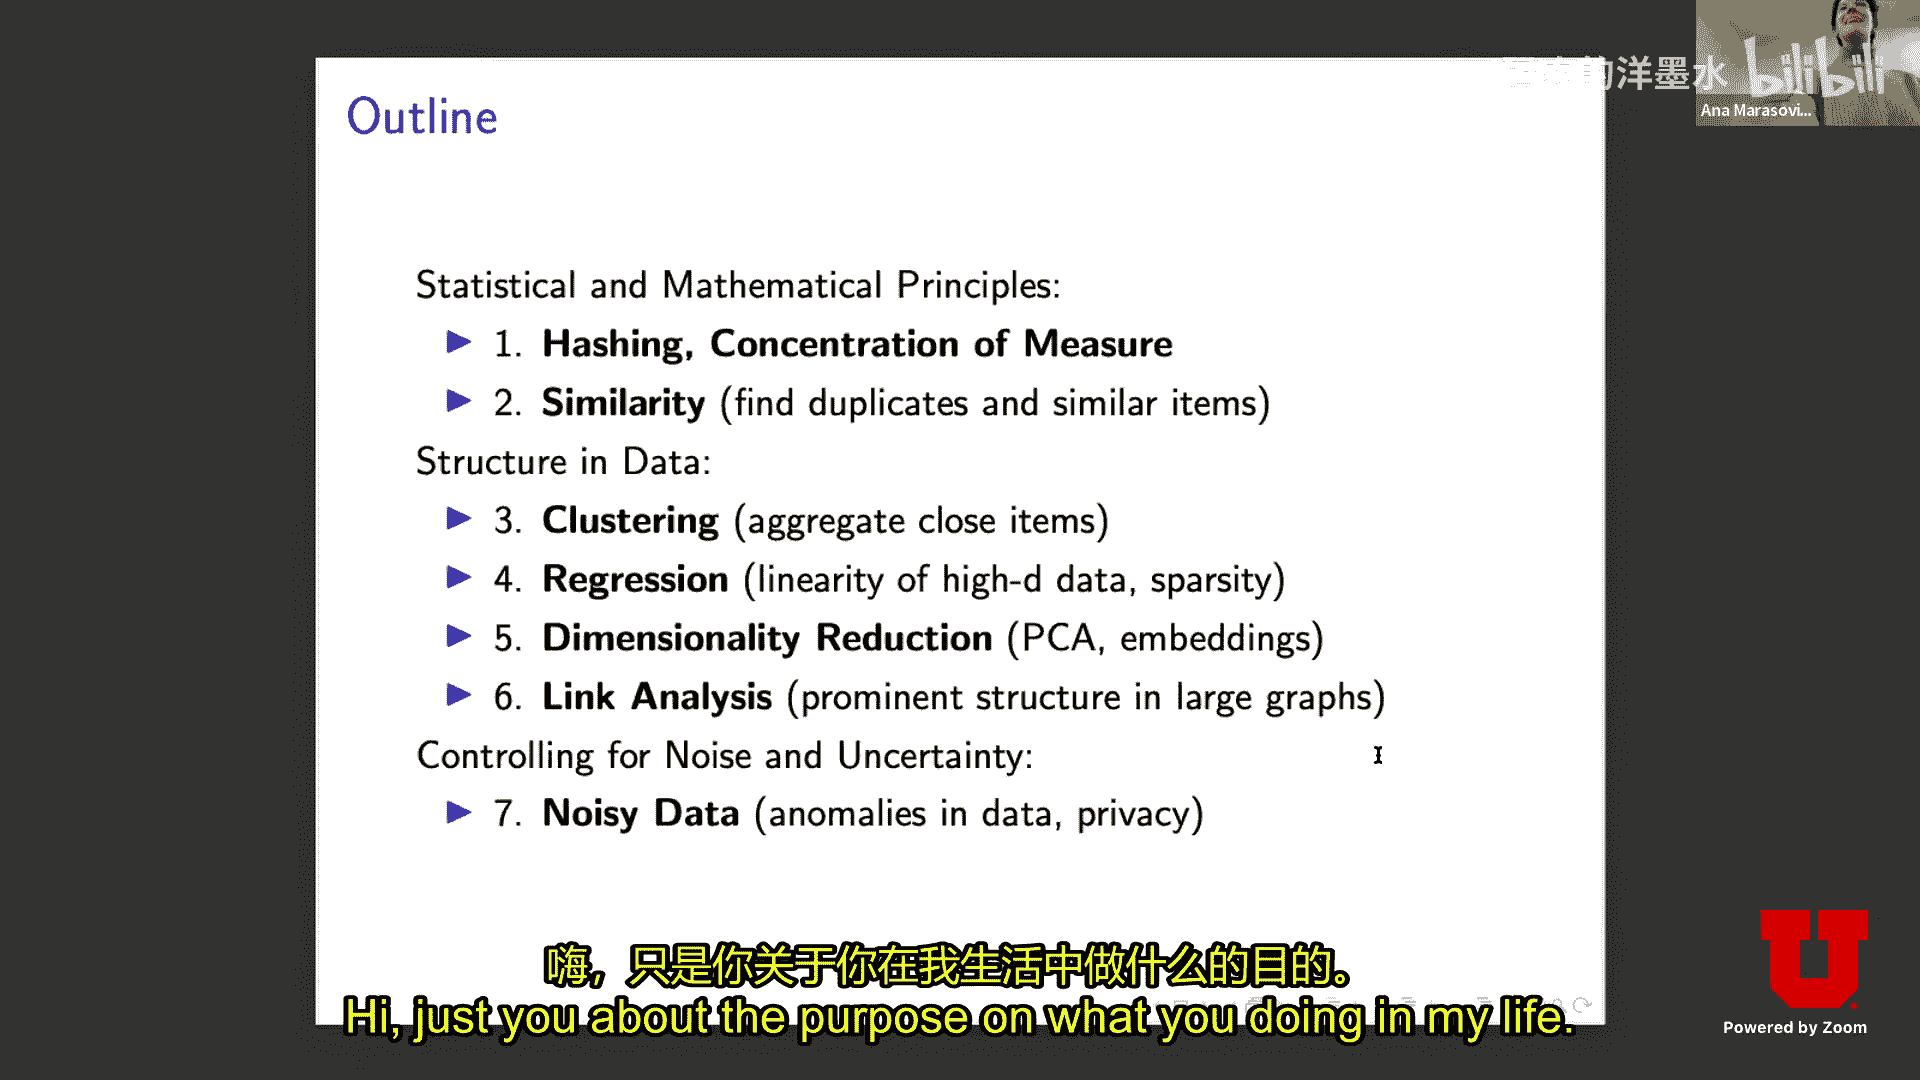 Outline
的洋墨水 bilibili
Ana Marasovi...
Statistical and Mathematical Principles:
1. Hashing, Concentration of Measure
2. Similarity (find duplicates and similar items)
Structure in Data:
3. Clustering (aggregate close items)
4. Regression (linearity of high-d data, sparsity)
5. Dimensionality Reduction (PCA, embeddings)
6. Link Analysis (prominent structure in large graphs)
Controlling for Noise and Uncertainty:
7. Noisy Data (anomalies in data, privacy)
嗨，只是你关于你在我生活中做什么的目的。
Hi, just you about the purpose on what you doing in my life.
U
Powered by Zoom